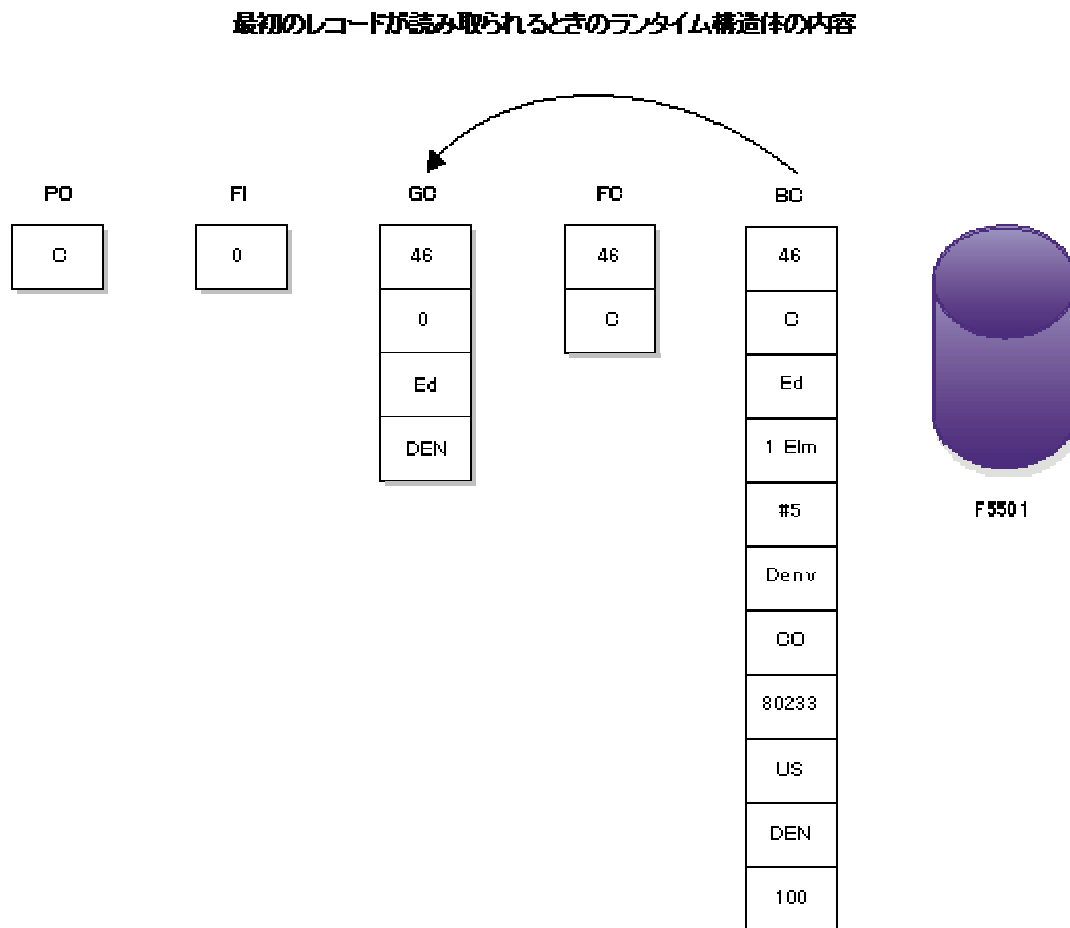 最初のレコードが読み取られるときのランタイム構造体の内容
PO
FI
GC
FC
BC
C
0
46
46
46
0
C
C
Ed
Ed
DEN
1 Elm
#5
F5501
Denv
CO
80233
US
DEN
100